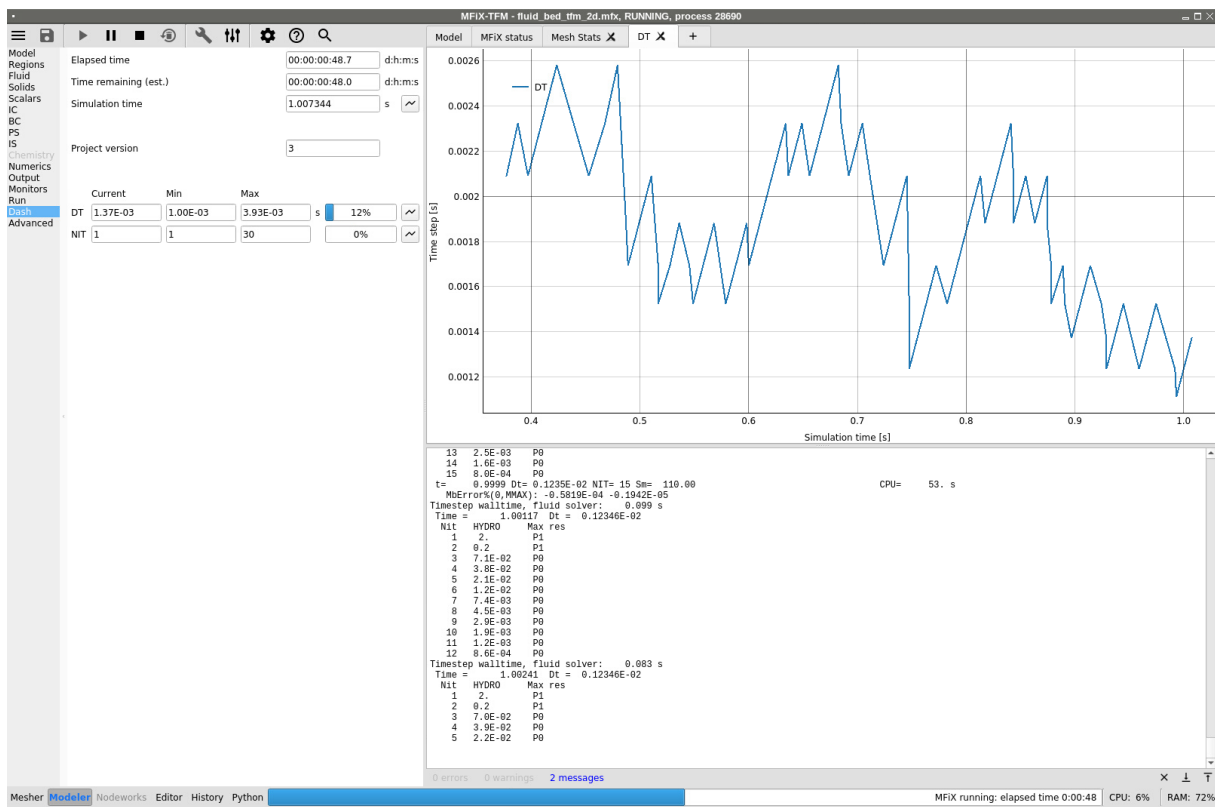 MFiX-TFM - fluid_bed_tfm_2d.mfx, RUNNING, process 28690
Model
Regions
Fluid
Solids
Scalars
IC
BC
PS
IS
Chemistry
Numerics
Output
Monitors
Run
Dash
Advanced
Elapsed time 00:00:00:48.7 d:h:m:s
Time remaining (est.) 00:00:00:48.0 d:h:m:s
Simulation time 1.007344 s
Project version 3
Current Min Max
DT 1.37E-03 1.00E-03 3.93E-03 s 12%
NIT 1 1 30 0%
Model MFiX status Mesh Stats DT +
DT
Time step [s]
0.0026
0.0024
0.0022
0.002
0.0018
0.0016
0.0014
0.0012
0.4 0.5 0.6 0.7 0.8 0.9 1.0
Simulation time [s]
13 2.5E-03 P0
14 1.6E-03 P0
15 8.0E-04 P0
t= 0.9999 Dt= 0.1235E-02 NIT= 15 Sm= 110.00 CPU= 53. s
MbError%(0,MMAX): -0.5819E-04 -0.1942E-05
Timestep walltime, fluid solver: 0.099 s
Time = 1.00117 Dt = 0.12346E-02
Nit HYDRO Max res
1 2. P1
2 0.2 P1
3 7.1E-02 P0
4 3.8E-02 P0
5 2.1E-02 P0
6 1.2E-02 P0
7 7.4E-03 P0
8 4.5E-03 P0
9 2.9E-03 P0
10 1.9E-03 P0
11 1.2E-03 P0
12 8.6E-04 P0
Timestep walltime, fluid solver: 0.083 s
Time = 1.00241 Dt = 0.12346E-02
Nit HYDRO Max res
1 2. P1
2 0.2 P1
3 7.0E-02 P0
4 3.9E-02 P0
5 2.2E-02 P0
0 errors 0 warnings 2 messages
Mesher Modeler Nodeworks Editor History Python MFiX running: elapsed time 0:00:48 CPU: 6% RAM: 72%